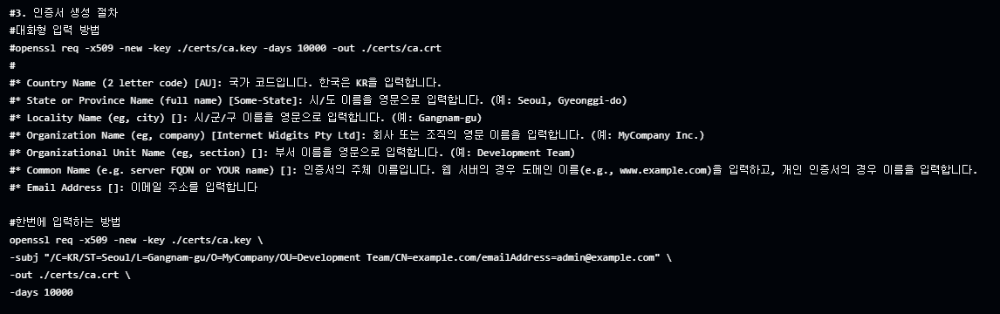 #3. 인증서 생성 절차
#대화형 입력 방법
#openssl req -x509 -new -key ./certs/ca.key -days 10000 -out ./certs/ca.crt
#
#* Country Name (2 letter code) [AU]: 국가 코드입니다. 한국은 KR을 입력합니다.
#* State or Province Name (full name) [Some-State]: 시/도 이름을 영문으로 입력합니다. (예: Seoul, Gyeonggi-do)
#* Locality Name (eg, city) []: 시/군/구 이름을 영문으로 입력합니다. (예: Gangnam-gu)
#* Organization Name (eg, company) [Internet Widgits Pty Ltd]: 회사 또는 조직의 영문 이름을 입력합니다. (예: MyCompany Inc.)
#* Organizational Unit Name (eg, section) []: 부서 이름을 영문으로 입력합니다. (예: Development Team)
#* Common Name (e.g. server FQDN or YOUR name) []: 인증서의 주체 이름입니다. 웹 서버의 경우 도메인 이름(e.g., www.example.com)을 입력하고, 개인 인증서의 경우 이름을 입력합니다.
#* Email Address []: 이메일 주소를 입력합니다
#한번에 입력하는 방법
openssl req -x509 -new -key ./certs/ca.key \
-subj "/C=KR/ST=Seoul/L=Gangnam-gu/O=MyCompany/OU=Development Team/CN=example.com/emailAddress=admin@example.com" \
-out ./certs/ca.crt \
-days 10000